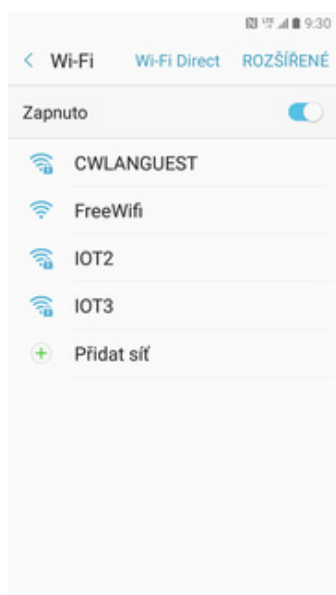 9:30
Wi-Fi Wi-Fi Direct ROZŠÍŘENÉ
Zapnuto
CWLANGUEST
FreeWifi
IOT2
IOT3
Přidat síť